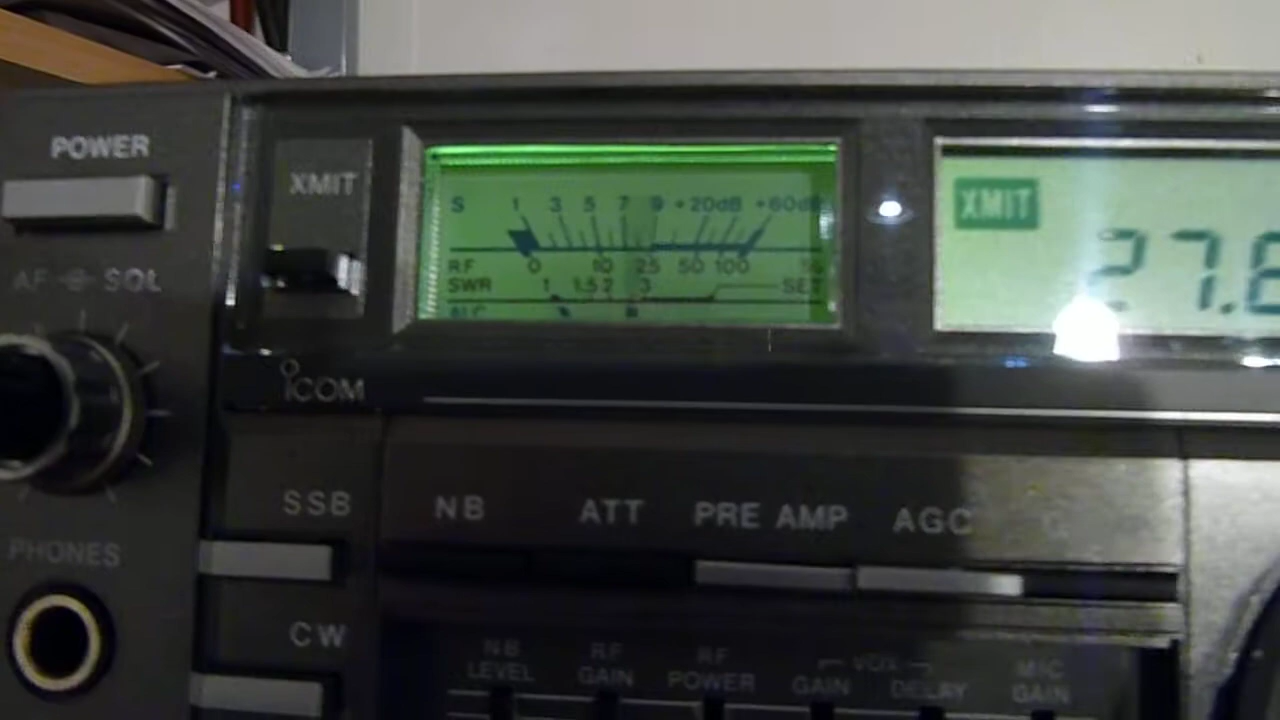 POWER
XMIT
AF SQL
S 1 3 5 7 9 +20dB +60dB
RF 0 10 25 50 100
SWR 1 1.5 2 3 SET
ALC
XMIT
27.6
ICOM
SSB
NB
ATT
PRE AMP
AGC
PHONES
CW
NB LEVEL
RF GAIN
RF POWER
VOX
GAIN
DELAY
MIC GAIN